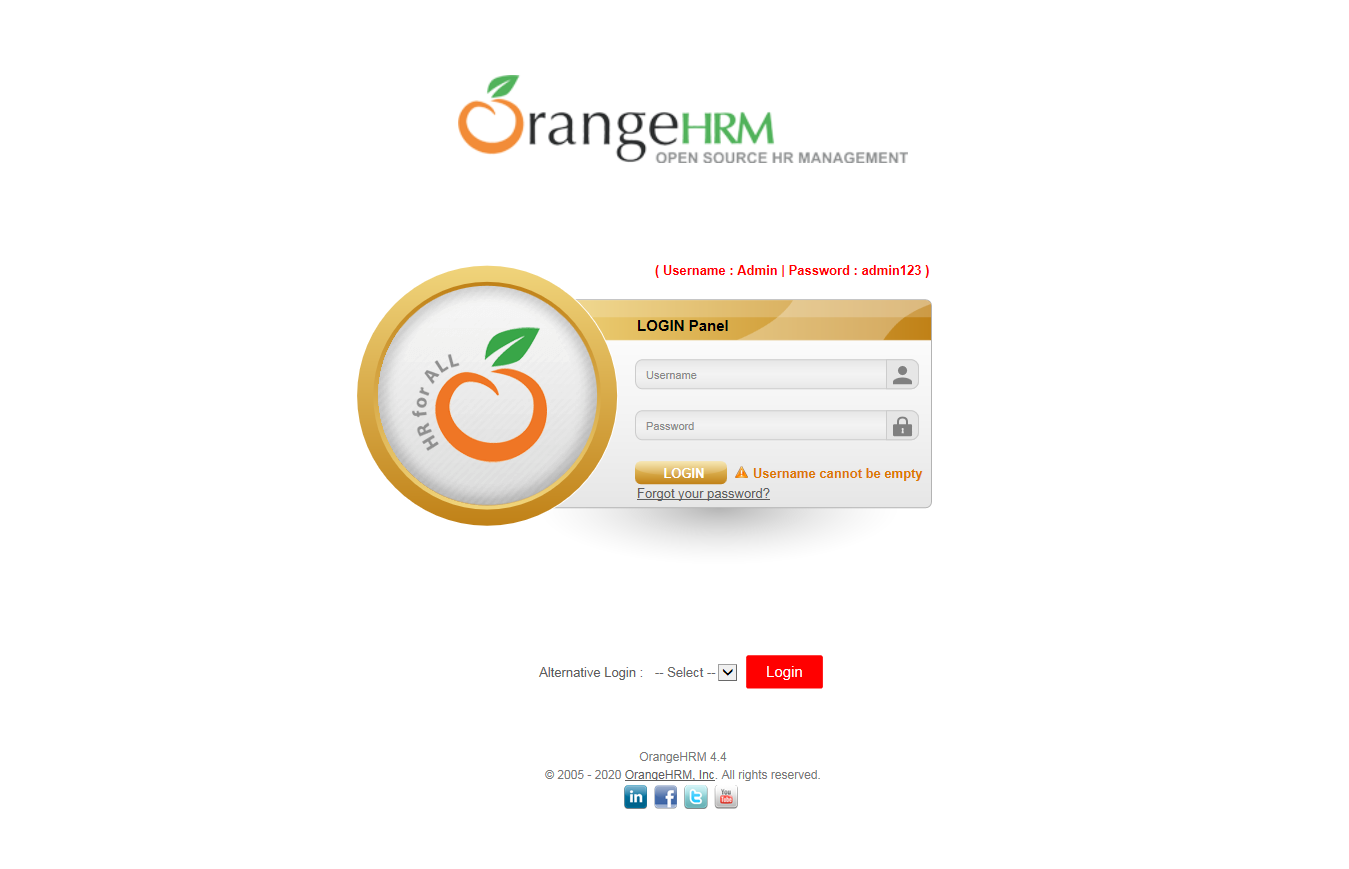 OrangeHRM
OPEN SOURCE HR MANAGEMENT
( Username : Admin | Password : admin123 )
LOGIN Panel
HR for ALL
Username
Password
LOGIN Username cannot be empty
Forgot your password?
Alternative Login : -- Select -- Login
OrangeHRM 4.4
© 2005 - 2020 OrangeHRM, Inc. All rights reserved.
in f t You Tube